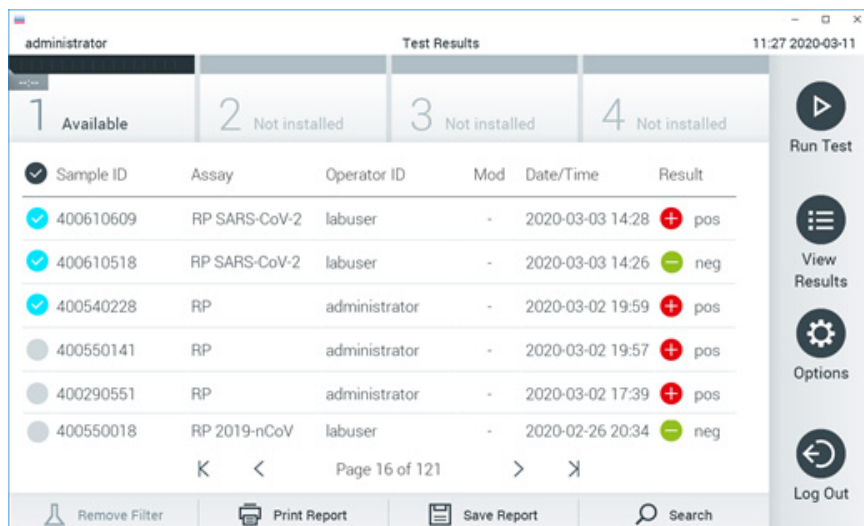 administrator Test Results 11:27 2020-03-11
--:--
1 Available 2 Not installed 3 Not installed 4 Not installed
Run Test
Sample ID Assay Operator ID Mod Date/Time Result
400610609 RP SARS-CoV-2 labuser - 2020-03-03 14:28 pos
400610518 RP SARS-CoV-2 labuser - 2020-03-03 14:26 neg
View
Results
400540228 RP administrator - 2020-03-02 19:59 pos
400550141 RP administrator - 2020-03-02 19:57 pos
Options
400290551 RP administrator - 2020-03-02 17:39 pos
400550018 RP 2019-nCoV labuser - 2020-02-26 20:34 neg
Page 16 of 121
Log Out
Remove Filter Print Report Save Report Search